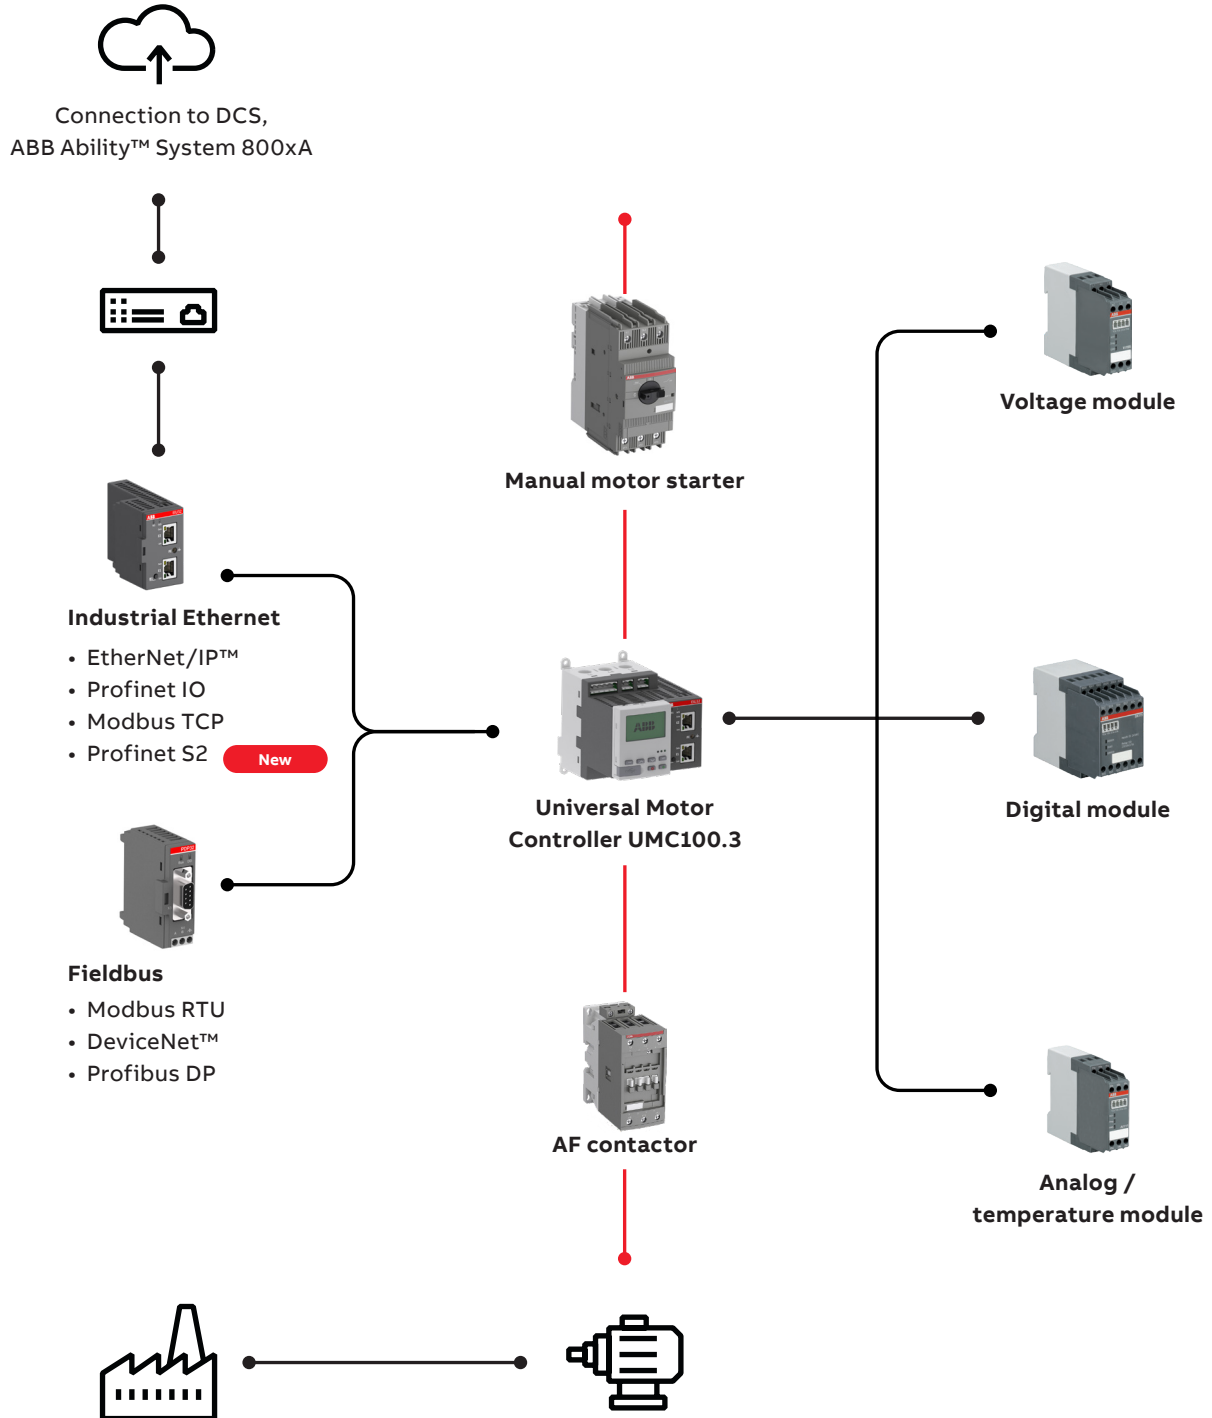 Connection to DCS,
ABB Ability™ System 800xA
Manual motor starter
Voltage module
Industrial Ethernet
• EtherNet/IP™
• Profinet IO
• Modbus TCP
• Profinet S2 New
Universal Motor
Controller UMC100.3
ABB
Digital module
Fieldbus
• Modbus RTU
• DeviceNet™
• Profibus DP
AF contactor
Analog /
temperature module